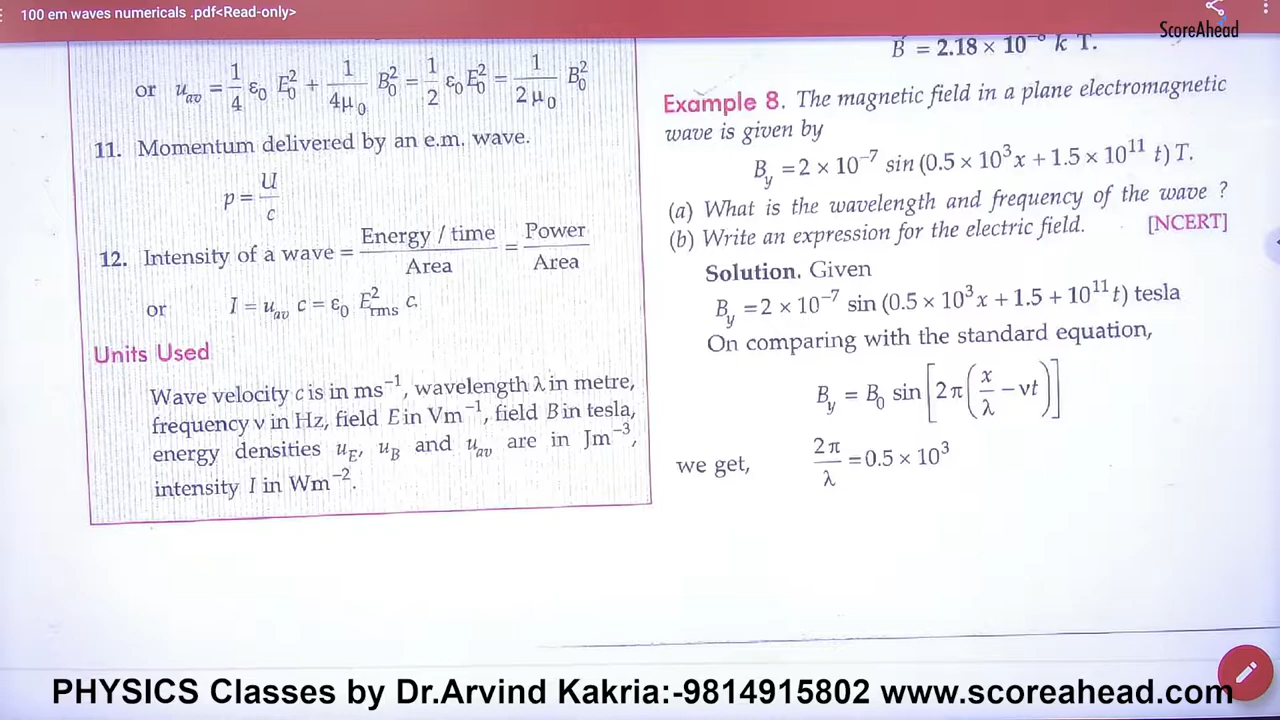 100 em waves numericals .pdf<Read-only>
ScoreAhead
or u_av = 1/4 ε₀ E₀² + 1/4μ₀ B₀² = 1/2 ε₀ E₀² = 1/2μ₀ B₀²
11. Momentum delivered by an e.m. wave.
p = U/c
12. Intensity of a wave = Energy / time / Area = Power / Area
or I = u_av c = ε₀ E²_rms c.
Units Used
Wave velocity c is in ms⁻¹, wavelength λ in metre,
frequency ν in Hz, field E in Vm⁻¹, field B in tesla,
energy densities u_E, u_B and u_av are in Jm⁻³,
intensity I in Wm⁻².
B = 2.18 × 10 k T.
Example 8. The magnetic field in a plane electromagnetic
wave is given by
B_y = 2 × 10⁻⁷ sin (0.5 × 10³ x + 1.5 × 10¹¹ t) T.
(a) What is the wavelength and frequency of the wave ?
(b) Write an expression for the electric field. [NCERT]
Solution. Given
B_y = 2 × 10⁻⁷ sin (0.5 × 10³ x + 1.5 + 10¹¹ t) tesla
On comparing with the standard equation,
B_y = B₀ sin [2π (x/λ − νt)]
we get, 2π/λ = 0.5 × 10³
PHYSICS Classes by Dr.Arvind Kakria:-9814915802 www.scoreahead.com